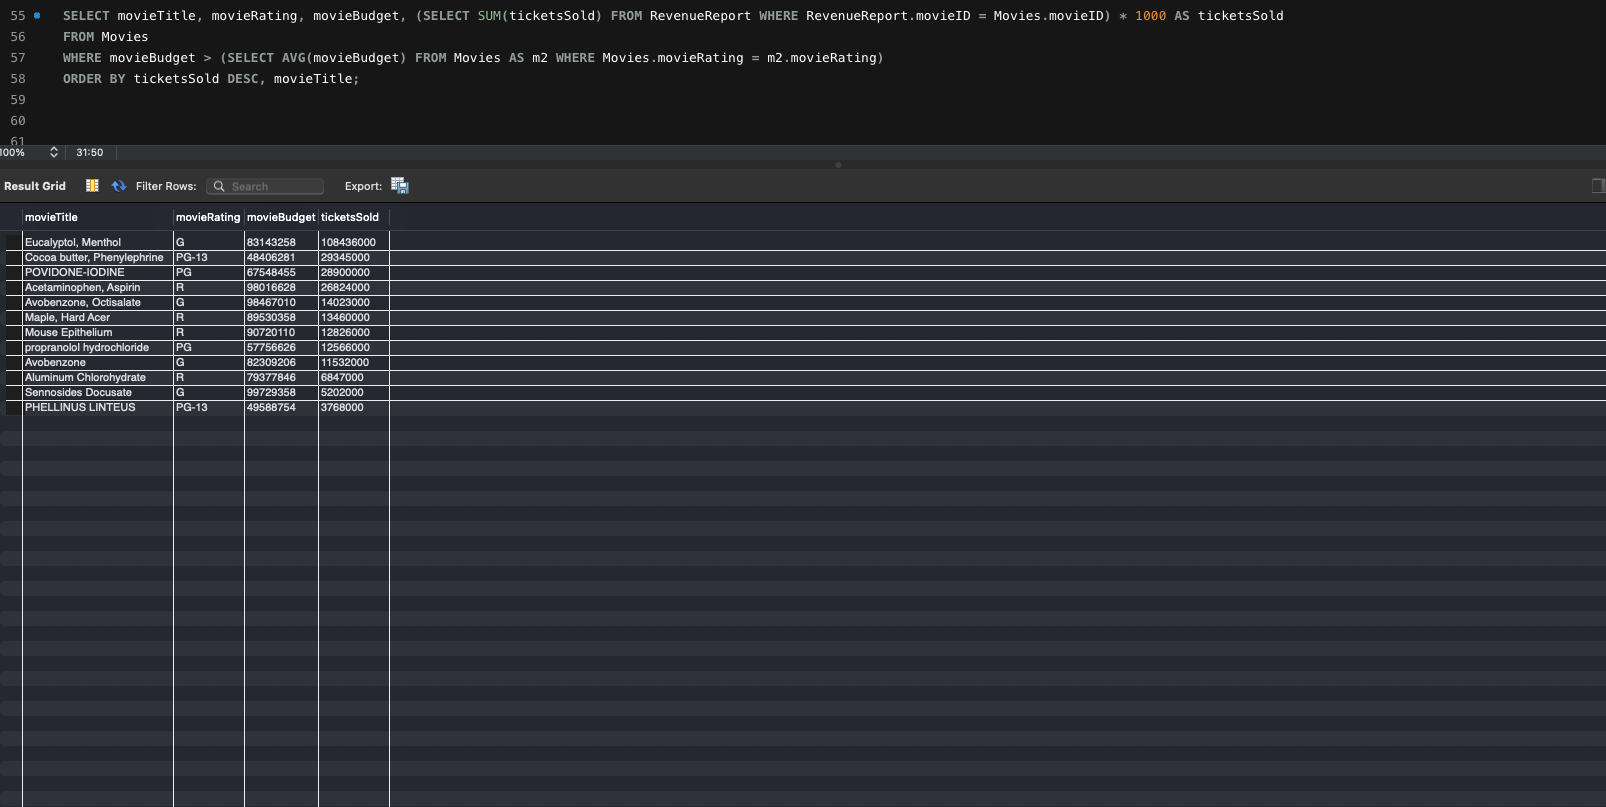 55 SELECT movieTitle, movieRating, movieBudget, (SELECT SUM(ticketsSold) FROM RevenueReport WHERE RevenueReport.movieID = Movies.movieID) * 1000 AS ticketsSold
56 FROM Movies
57 WHERE movieBudget > (SELECT AVG(movieBudget) FROM Movies AS m2 WHERE Movies.movieRating = m2.movieRating)
58 ORDER BY ticketsSold DESC, movieTitle;
59
60
61
100% 31:50
Result Grid Filter Rows: Search Export:
movieTitle movieRating movieBudget ticketsSold
Eucalyptol, Menthol G 83143258 108436000
Cocoa butter, Phenylephrine PG-13 48406281 29345000
POVIDONE-IODINE PG 67548455 28900000
Acetaminophen, Aspirin R 98016628 26824000
Avobenzone, Octisalate G 98467010 14023000
Maple, Hard Acer R 89530358 13460000
Mouse Epithelium R 90720110 12826000
propranolol hydrochloride PG 57756626 12566000
Avobenzone G 82309206 11532000
Aluminum Chlorohydrate R 79377846 6847000
Sennosides Docusate G 99729358 5202000
PHELLINUS LINTEUS PG-13 49588754 3768000